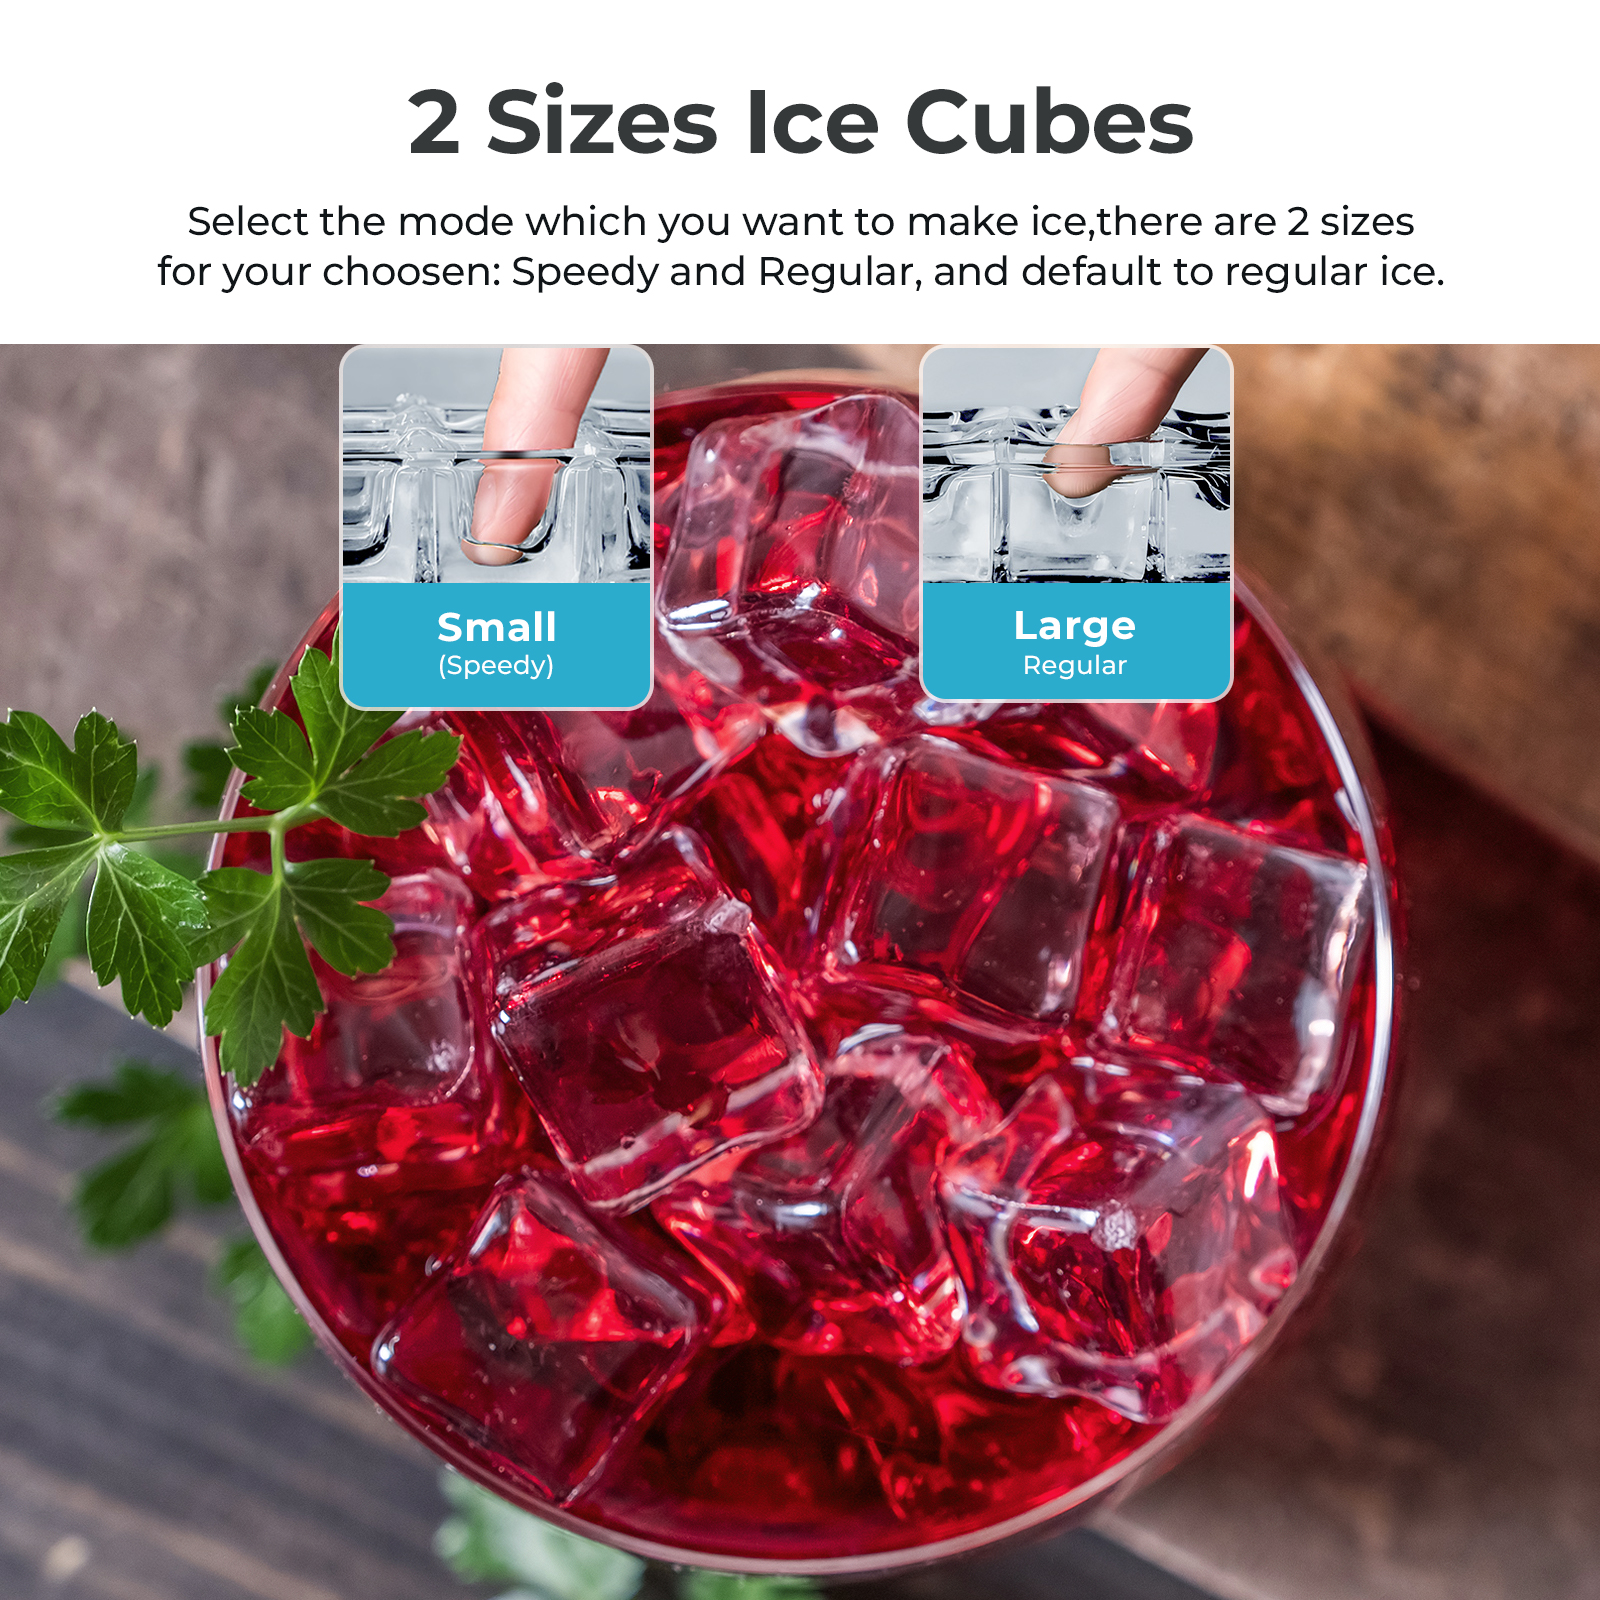 2 Sizes Ice Cubes
Select the mode which you want to make ice,there are 2 sizes
for your choosen: Speedy and Regular, and default to regular ice.
Small
(Speedy)
Large
Regular